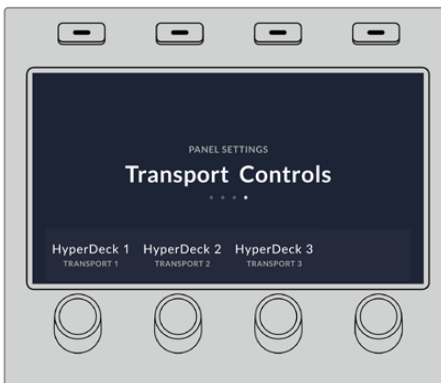 PANEL SETTINGS
Transport Controls
HyperDeck 1 HyperDeck 2 HyperDeck 3
TRANSPORT 1 TRANSPORT 2 TRANSPORT 3